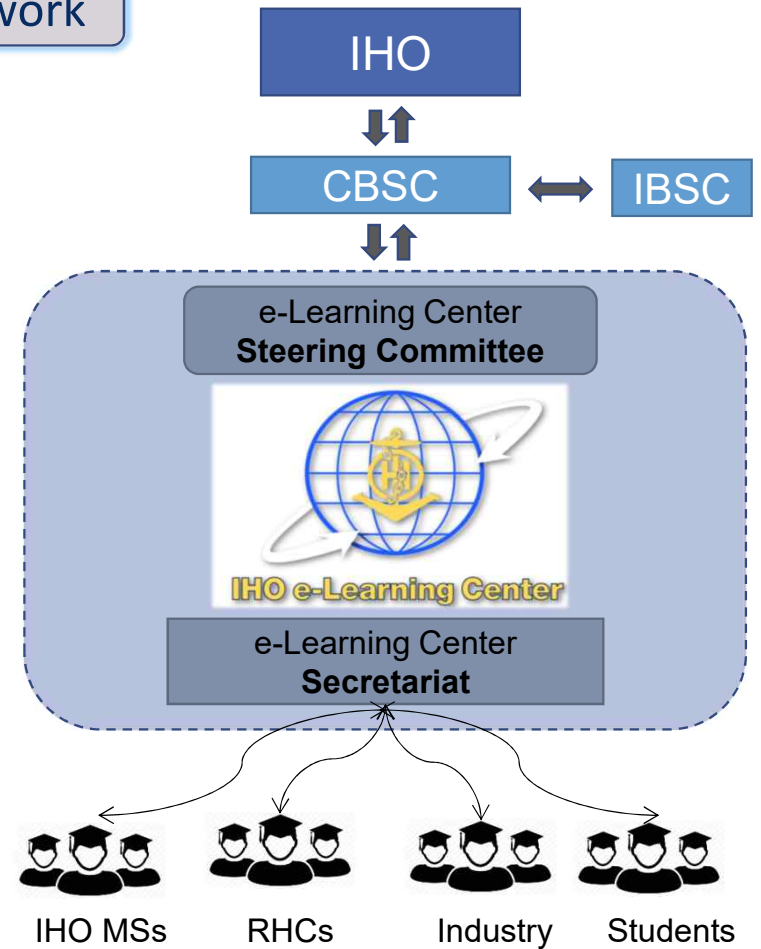 work
IHO
CBSC
IBSC
e-Learning Center
Steering Committee
IHO e-Learning Center
e-Learning Center
Secretariat
IHO MSs
RHCs
Industry
Students